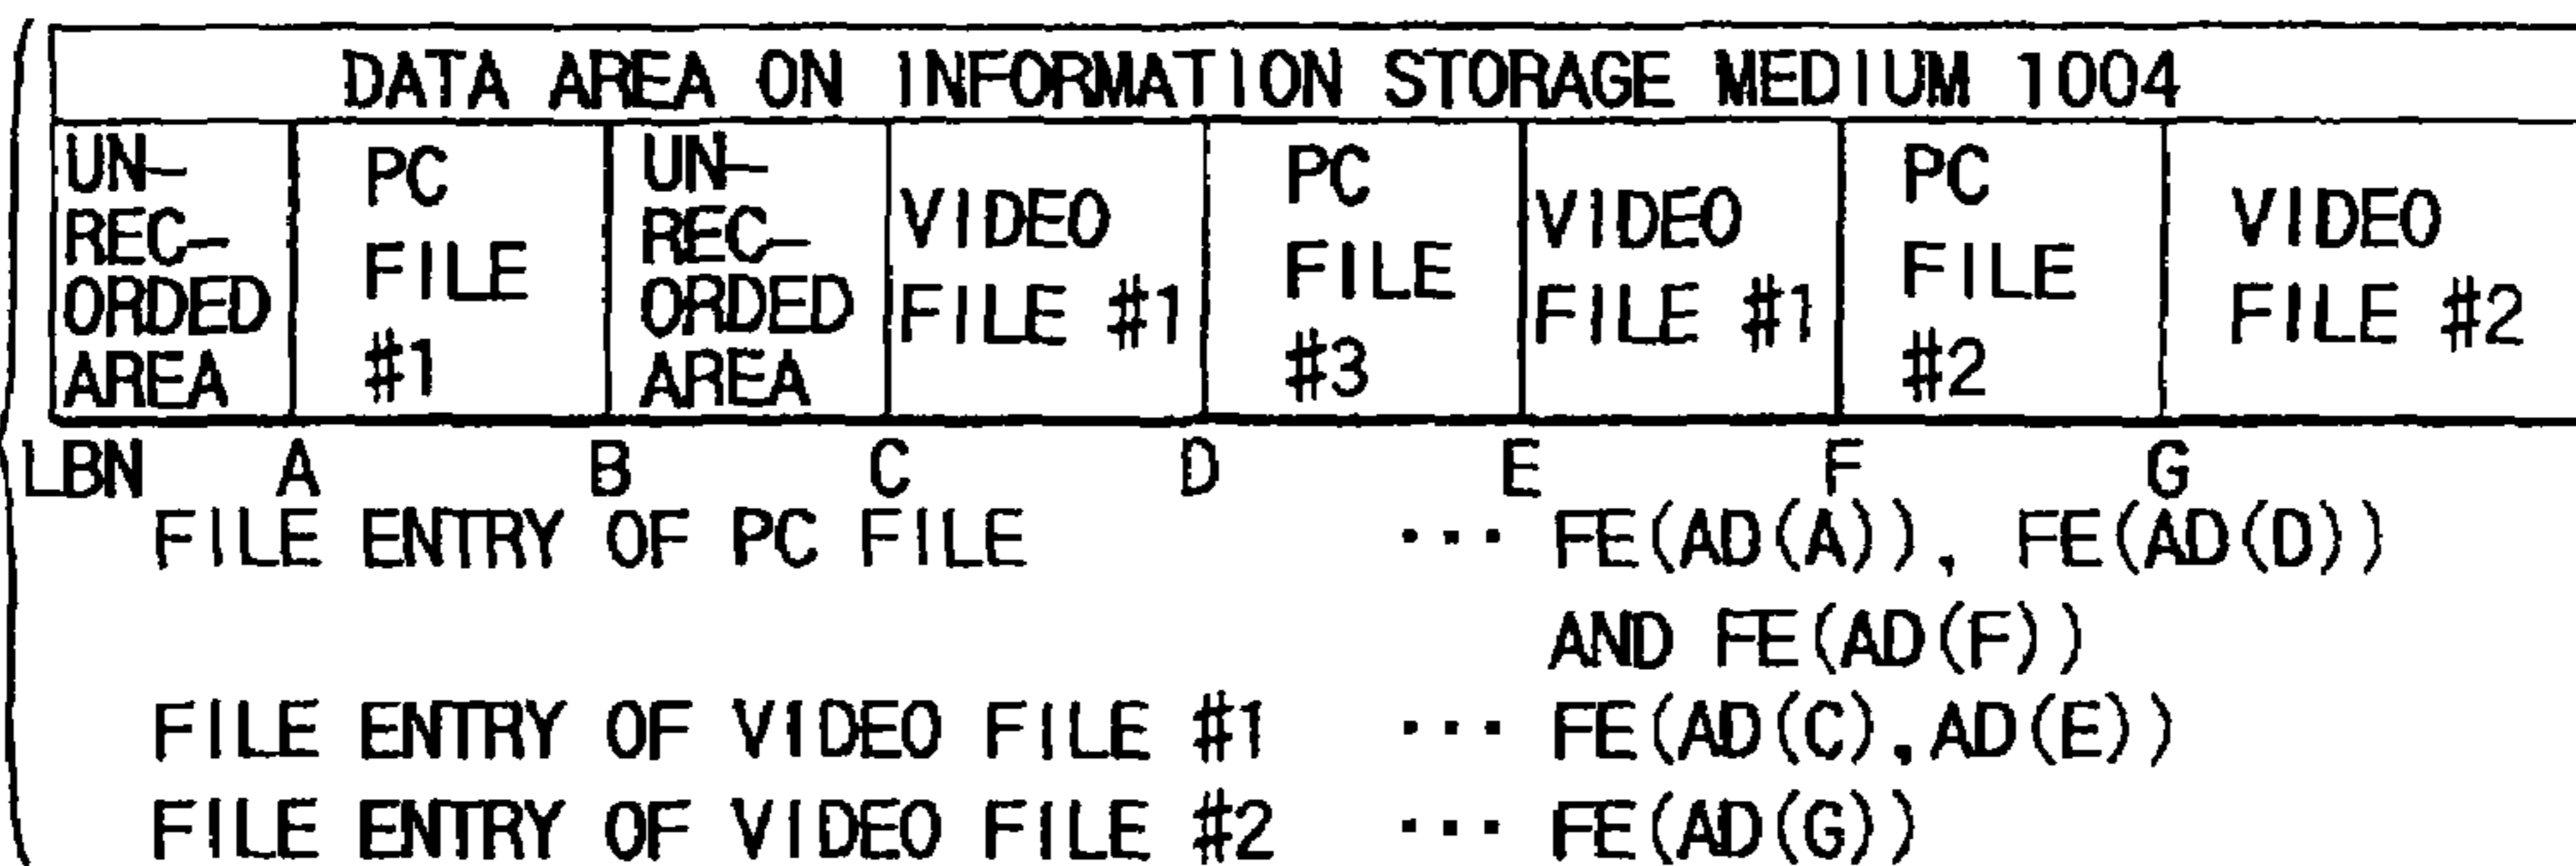 DATA AREA ON INFORMATION STORAGE MEDIUM 1004
UN-
REC-
ORDED
AREA
PC
FILE
#1
UN-
REC-
ORDED
AREA
VIDEO
FILE #1
PC
FILE
#3
VIDEO
FILE #1
PC
FILE
#2
VIDEO
FILE #2
LBN A B C D E F G
FILE ENTRY OF PC FILE ··· FE(AD(A)), FE(AD(D))
AND FE(AD(F))
FILE ENTRY OF VIDEO FILE #1 ··· FE(AD(C),AD(E))
FILE ENTRY OF VIDEO FILE #2 ··· FE(AD(G))